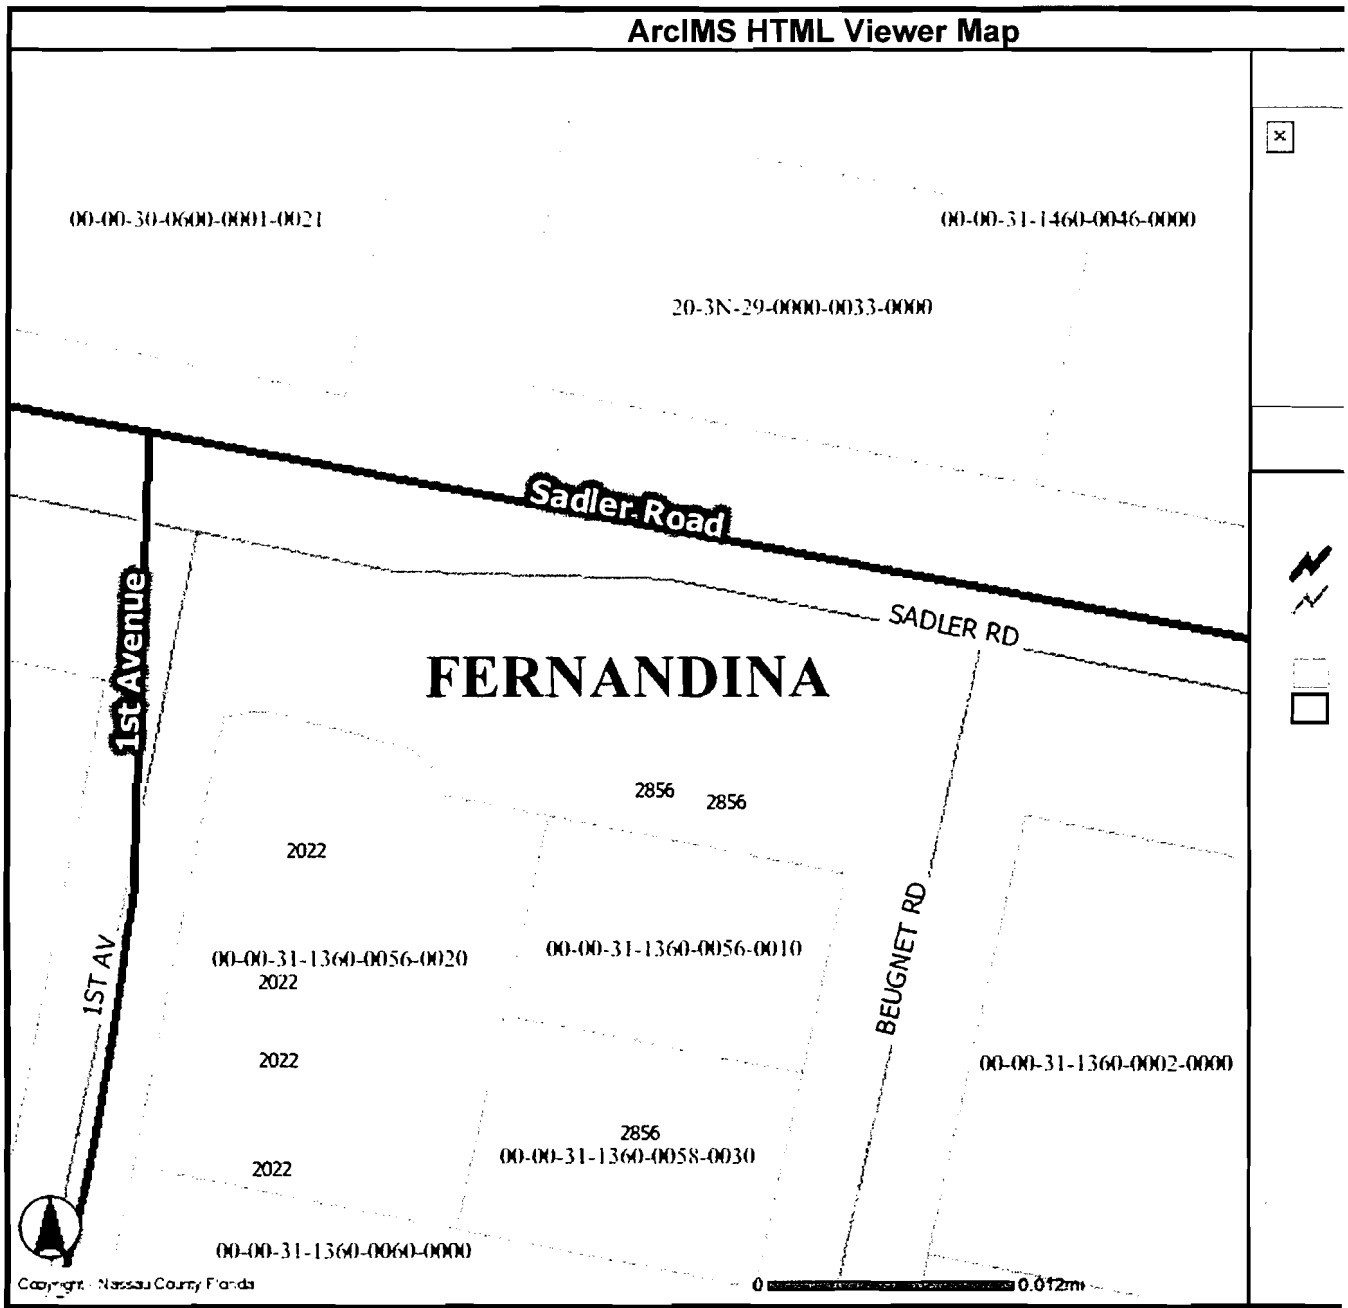 ArcIMS HTML Viewer Map
00-00-30-0600-0001-0021
00-00-31-1460-0046-0000
20-3N-29-0000-0033-0000
Sadler Road
1st Avenue
SADLER RD
FERNANDINA
2856 2856
2022
BEUGNET RD
1ST AV
00-00-31-1360-0056-0020
00-00-31-1360-0056-0010
2022
2022
00-00-31-1360-0002-0000
2856
00-00-31-1360-0058-0030
2022
00-00-31-1360-0060-0000
Copyright - Nassau County Florida
0 0.012mi